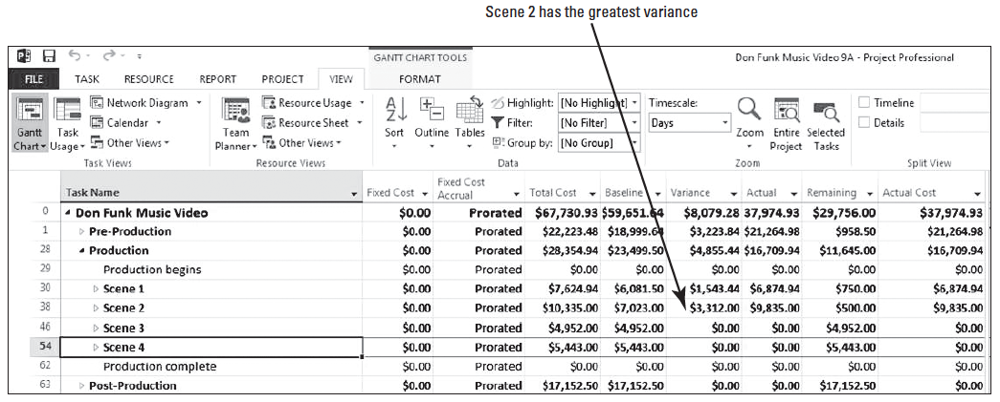 Scene 2 has the greatest variance
GANTT CHART TOOLS
Don Funk Music Video 9A - Project Professional
FILE TASK RESOURCE REPORT PROJECT VIEW FORMAT
Gantt Chart
Task Usage
Network Diagram
Calendar
Other Views
Task Views
Team Planner
Resource Usage
Resource Sheet
Other Views
Resource Views
Sort
Outline
Tables
Highlight: [No Highlight]
Filter: [No Filter]
Group by: [No Group]
Data
Timescale:
Days
Zoom
Entire Project
Selected Tasks
Zoom
Timeline
Details
Split View
Task Name Fixed Cost Fixed Cost Accrual Total Cost Baseline Variance Actual Remaining Actual Cost
0 Don Funk Music Video $0.00 Prorated $67,730.93 $59,651.64 $8,079.28 37,974.93 $29,756.00 $37,974.93
1 Pre-Production $0.00 Prorated $22,223.48 $18,999.64 $3,223.84 $21,264.98 $958.50 $21,264.98
28 Production $0.00 Prorated $28,354.94 $23,499.50 $4,855.44 $16,709.94 $11,645.00 $16,709.94
29 Production begins $0.00 Prorated $0.00 $0.00 $0.00 $0.00 $0.00 $0.00
30 Scene 1 $0.00 Prorated $7,624.94 $6,081.50 $1,543.44 $6,874.94 $750.00 $6,874.94
38 Scene 2 $0.00 Prorated $10,335.00 $7,023.00 $3,312.00 $9,835.00 $500.00 $9,835.00
46 Scene 3 $0.00 Prorated $4,952.00 $4,952.00 $0.00 $0.00 $4,952.00 $0.00
54 Scene 4 $0.00 Prorated $5,443.00 $5,443.00 $0.00 $0.00 $5,443.00 $0.00
62 Production complete $0.00 Prorated $0.00 $0.00 $0.00 $0.00 $0.00 $0.00
63 Post-Production $0.00 Prorated $17,152.50 $17,152.50 $0.00 $0.00 $17,152.50 $0.00